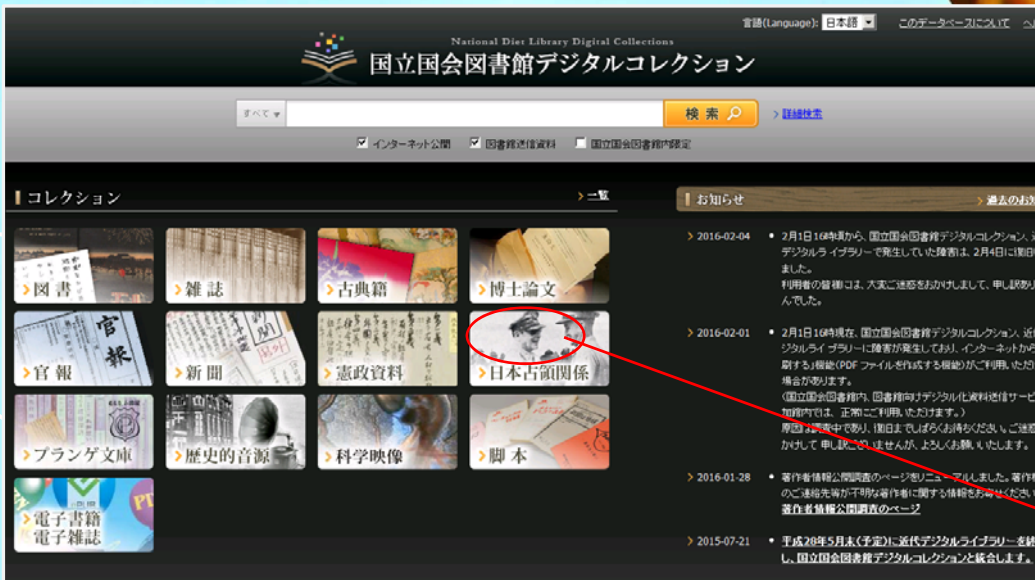 言語(Language): 日本語 このデータベースについて
National Diet Library Digital Collections
国立国会図書館デジタルコレクション
すべて 検索 詳細検索
インターネット公開 図書館送信資料 国立国会図書館内限定
コレクション
一覧
図書
雑誌
古典籍
博士論文
官報
新聞
憲政資料
日本占領関係
プランゲ文庫
歴史的音源
科学映像
脚本
電子書籍
電子雑誌
お知らせ
過去のお知
2016-02-04 2月1日16時頃から、国立国会図書館デジタルコレクション、近
デジタルライブラリーで発生していた障害は、2月4日に復旧
ました。
利用者の皆様には、大変ご迷惑をおかけしまして、申し訳あり
んでした。
2016-02-01 2月1日16時現在、国立国会図書館デジタルコレクション、近
ジタルライブラリーに障害が発生しており、インターネットから
刷する」機能(PDF ファイルを作成する機能)がご利用いただけ
場合があります。
(国立国会図書館内、図書館向けデジタル化資料送信サービ
加館内では、正常にご利用いただけます。)
原因は調査中であり、復旧までしばらくお待ちください。ご迷惑
かけして申し訳ございませんが、よろしくお願いいたします。
2016-01-28 著作者情報公開調査のページをリニューアルしました。著作権
のご連絡先等が不明な著作者に関する情報をお寄せください
著作者情報公開調査のページ
2015-07-21 平成28年5月末(予定)に近代デジタルライブラリーを終
し、国立国会図書館デジタルコレクションと統合します。